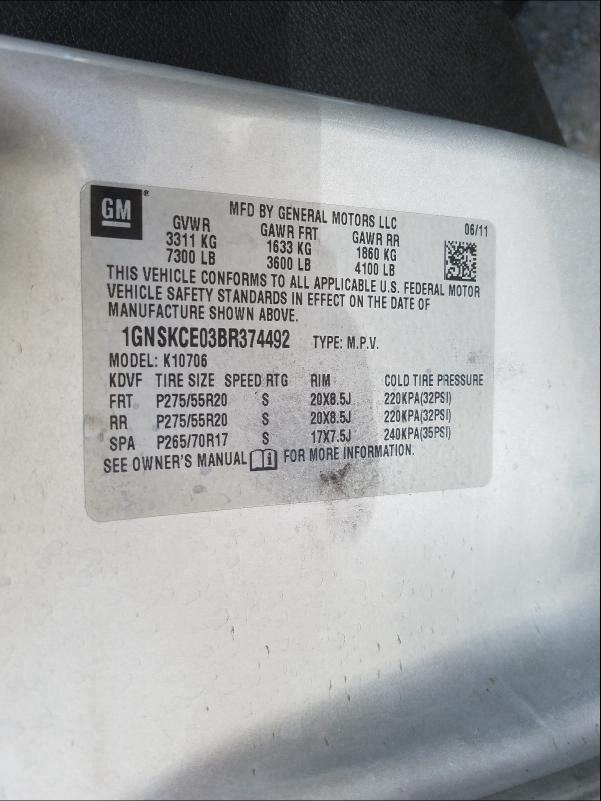 GM®
MFD BY GENERAL MOTORS LLC 06/11
GVWR GAWR FRT GAWR RR
3311 KG 1633 KG 1860 KG
7300 LB 3600 LB 4100 LB
THIS VEHICLE CONFORMS TO ALL APPLICABLE U.S. FEDERAL MOTOR
VEHICLE SAFETY STANDARDS IN EFFECT ON THE DATE OF
MANUFACTURE SHOWN ABOVE.
1GNSKCE03BR374492 TYPE: M.P.V.
MODEL: K10706
KDVF TIRE SIZE SPEED RTG RIM COLD TIRE PRESSURE
FRT P275/55R20 S 20X8.5J 220KPA(32PSI)
RR P275/55R20 S 20X8.5J 220KPA(32PSI)
SPA P265/70R17 S 17X7.5J 240KPA(35PSI)
SEE OWNER'S MANUAL i FOR MORE INFORMATION.